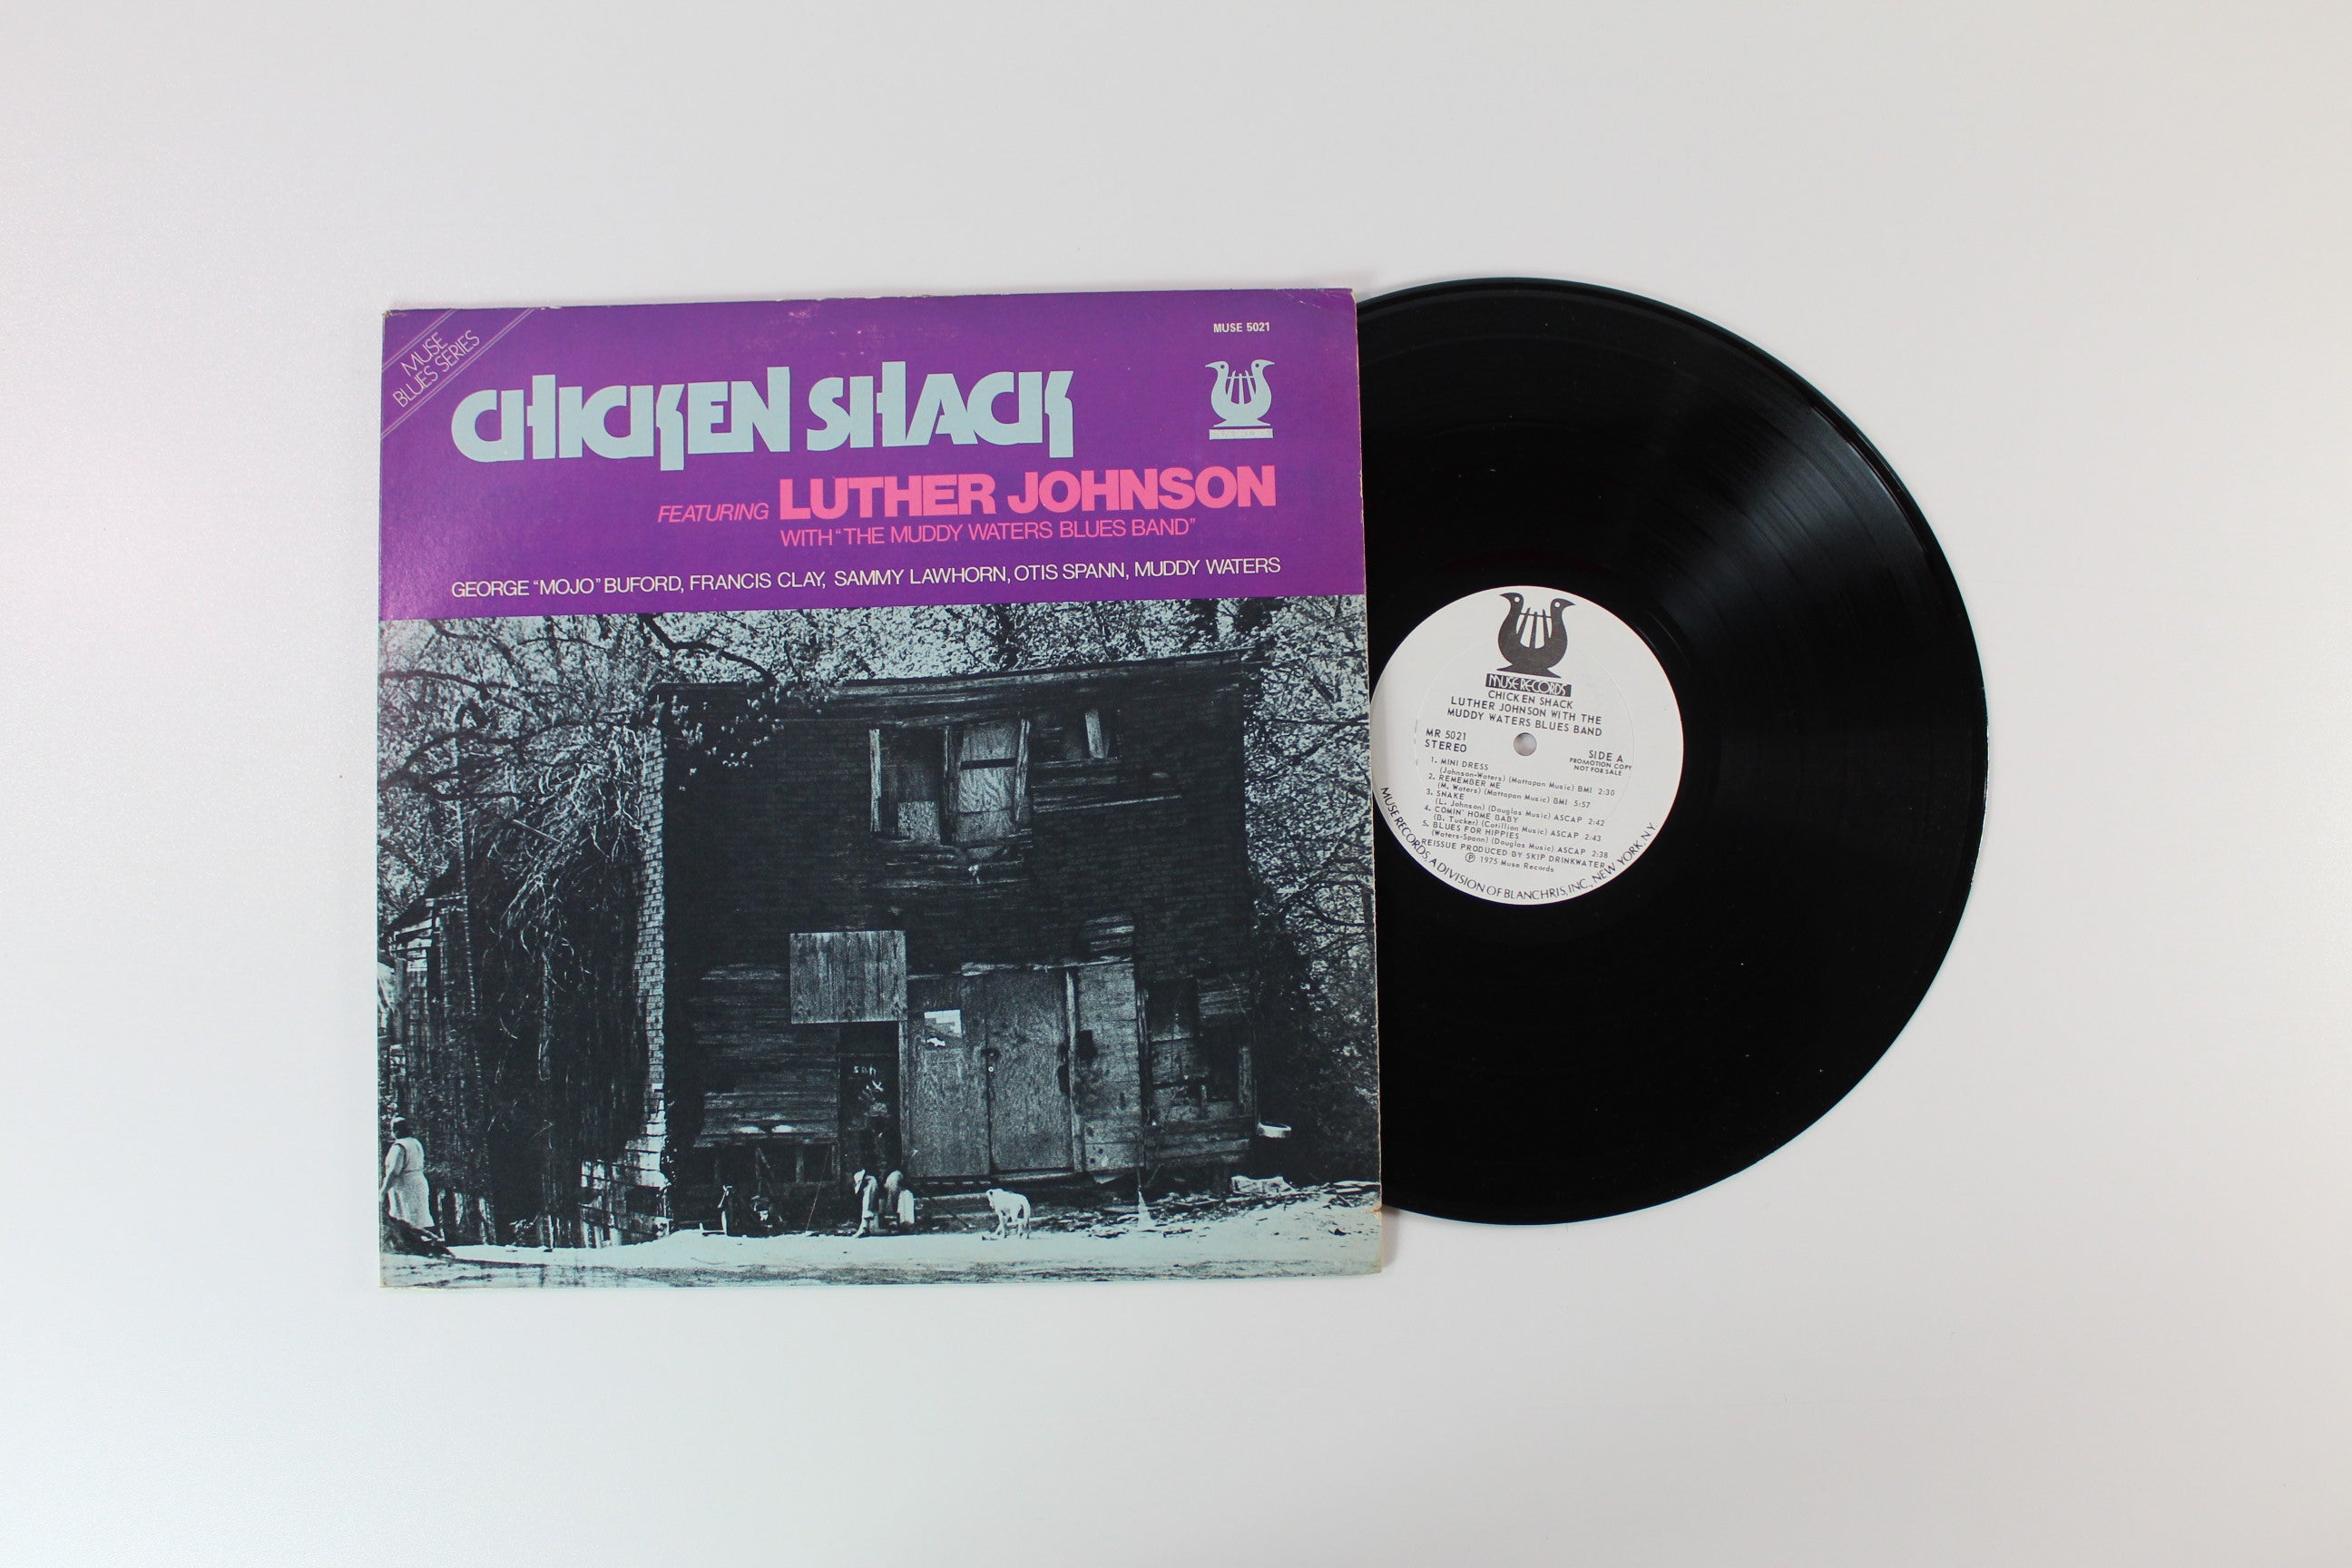 MUSE
BLUES SERIES
MUSE 5021
CHICKEN SHACK
FEATURING LUTHER JOHNSON
WITH "THE MUDDY WATERS BLUES BAND"
GEORGE "MOJO" BUFORD, FRANCIS CLAY, SAMMY LAWHORN, OTIS SPANN, MUDDY WATERS
MUSE RECORDS
CHICKEN SHACK
LUTHER JOHNSON WITH THE
MUDDY WATERS BLUES BAND
MR 5021
STEREO
SIDE A
PROMOTION COPY
NOT FOR SALE
1. MINI DRESS
(Johnson-Waters) (Mattapan Music) BMI 2:30
2. REMEMBER ME
(M. Waters) (Mattapan Music) BMI 5:57
3. SNAKE
(L. Johnson) (Douglas Music) ASCAP 2:42
4. COMIN' HOME BABY
(B. Tucker) (Cotillion Music) ASCAP 2:43
5. BLUES FOR HIPPIES
(Waters-Spann) (Douglas Music) ASCAP 2:38
REISSUE PRODUCED BY SKIP DRINKWATER
Ⓟ 1975 Muse Records
MUSE RECORDS, A DIVISION OF BLANCHRIS, INC., NEW YORK, N.Y.